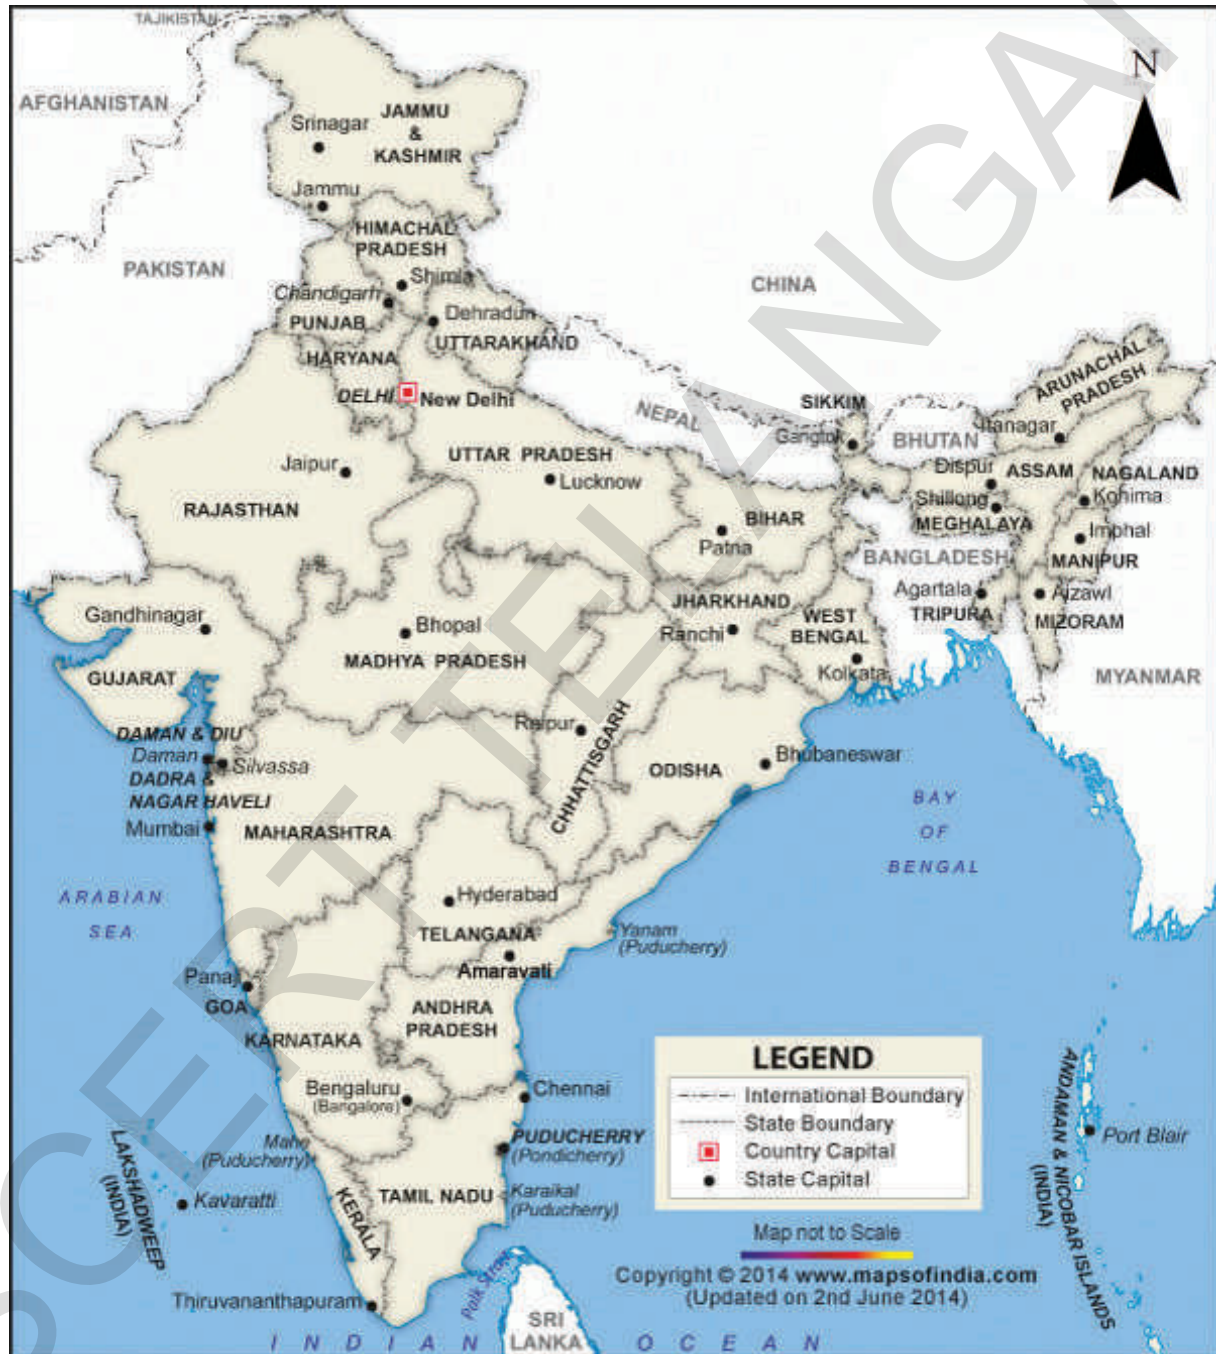 TAJIKISTAN
N
AFGHANISTAN
JAMMU
&
KASHMIR
Srinagar
Jammu
HIMACHAL
PRADESH
PAKISTAN
Shimla
CHINA
Chandigarh
Dehradun
PUNJAB
UTTARAKHAND
HARYANA
ARUNACHAL
PRADESH
DELHI
New Delhi
SIKKIM
NEPAL
Gangtok
BHUTAN
Itanagar
UTTAR PRADESH
Jaipur
Lucknow
Dispur
ASSAM
NAGALAND
RAJASTHAN
Shillong
Kohima
BIHAR
MEGHALAYA
Patna
Imphal
BANGLADESH
MANIPUR
Agartala
Aizawl
JHARKHAND
WEST
BENGAL
TRIPURA
MIZORAM
Gandhinagar
Bhopal
Ranchi
MADHYA PRADESH
Kolkata
GUJARAT
MYANMAR
Raipur
CHHATTISGARH
DAMAN & DIU
Daman
Silvassa
Bhubaneswar
ODISHA
DADRA &
NAGAR HAVELI
BAY
OF
BENGAL
Mumbai
MAHARASHTRA
ARABIAN
SEA
Hyderabad
TELANGANA
Yanam
(Puducherry)
Amaravati
Panaji
GOA
ANDHRA
PRADESH
KARNATAKA
LEGEND
International Boundary
State Boundary
Country Capital
State Capital
Bengaluru
(Bangalore)
Chennai
Mahe
(Puducherry)
PUDUCHERRY
(Pondicherry)
Port Blair
ANDAMAN & NICOBAR ISLANDS
(INDIA)
LAKSHADWEEP
(INDIA)
Kavaratti
KERALA
TAMIL NADU
Karaikal
(Puducherry)
Map not to Scale
Copyright © 2014 www.mapsofindia.com
(Updated on 2nd June 2014)
Thiruvananthapuram
Palk Strait
SRI
LANKA
INDIAN OCEAN
SCERT TELANGA